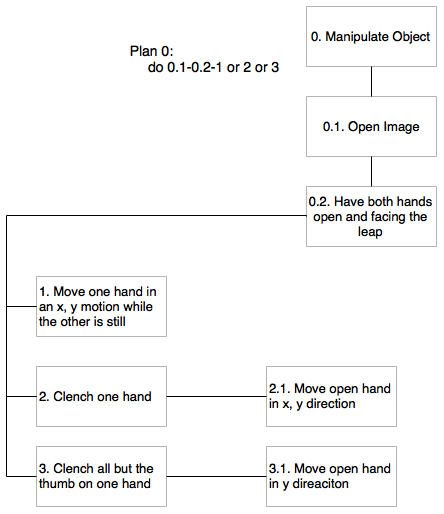 0. Manipulate Object
Plan 0:
do 0.1-0.2-1 or 2 or 3
0.1. Open Image
0.2. Have both hands
open and facing the
leap
1. Move one hand in
an x, y motion while
the other is still
2. Clench one hand
2.1. Move open hand
in x, y direction
3. Clench all but the
thumb on one hand
3.1. Move open hand
in y direaciton